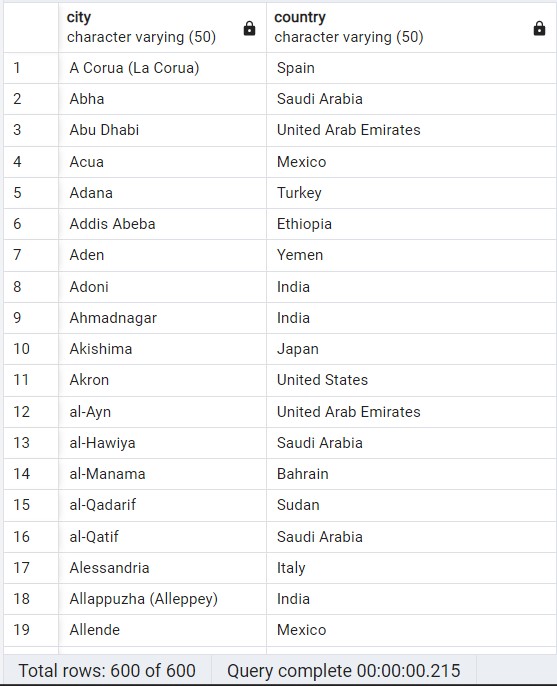 city country
character varying (50) character varying (50)
1 A Corua (La Corua) Spain
2 Abha Saudi Arabia
3 Abu Dhabi United Arab Emirates
4 Acua Mexico
5 Adana Turkey
6 Addis Abeba Ethiopia
7 Aden Yemen
8 Adoni India
9 Ahmadnagar India
10 Akishima Japan
11 Akron United States
12 al-Ayn United Arab Emirates
13 al-Hawiya Saudi Arabia
14 al-Manama Bahrain
15 al-Qadarif Sudan
16 al-Qatif Saudi Arabia
17 Alessandria Italy
18 Allappuzha (Alleppey) India
19 Allende Mexico
Total rows: 600 of 600 Query complete 00:00:00.215